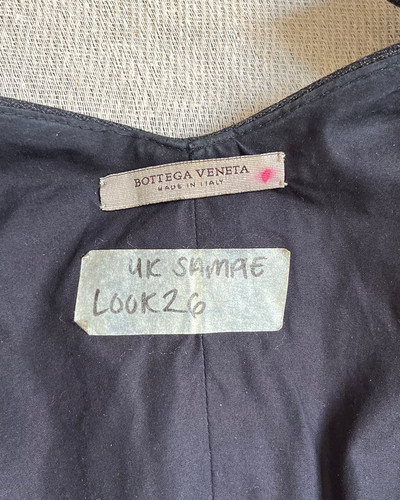 BOTTEGA VENETA
MADE IN ITALY
UK SAMPLE
LOOK26